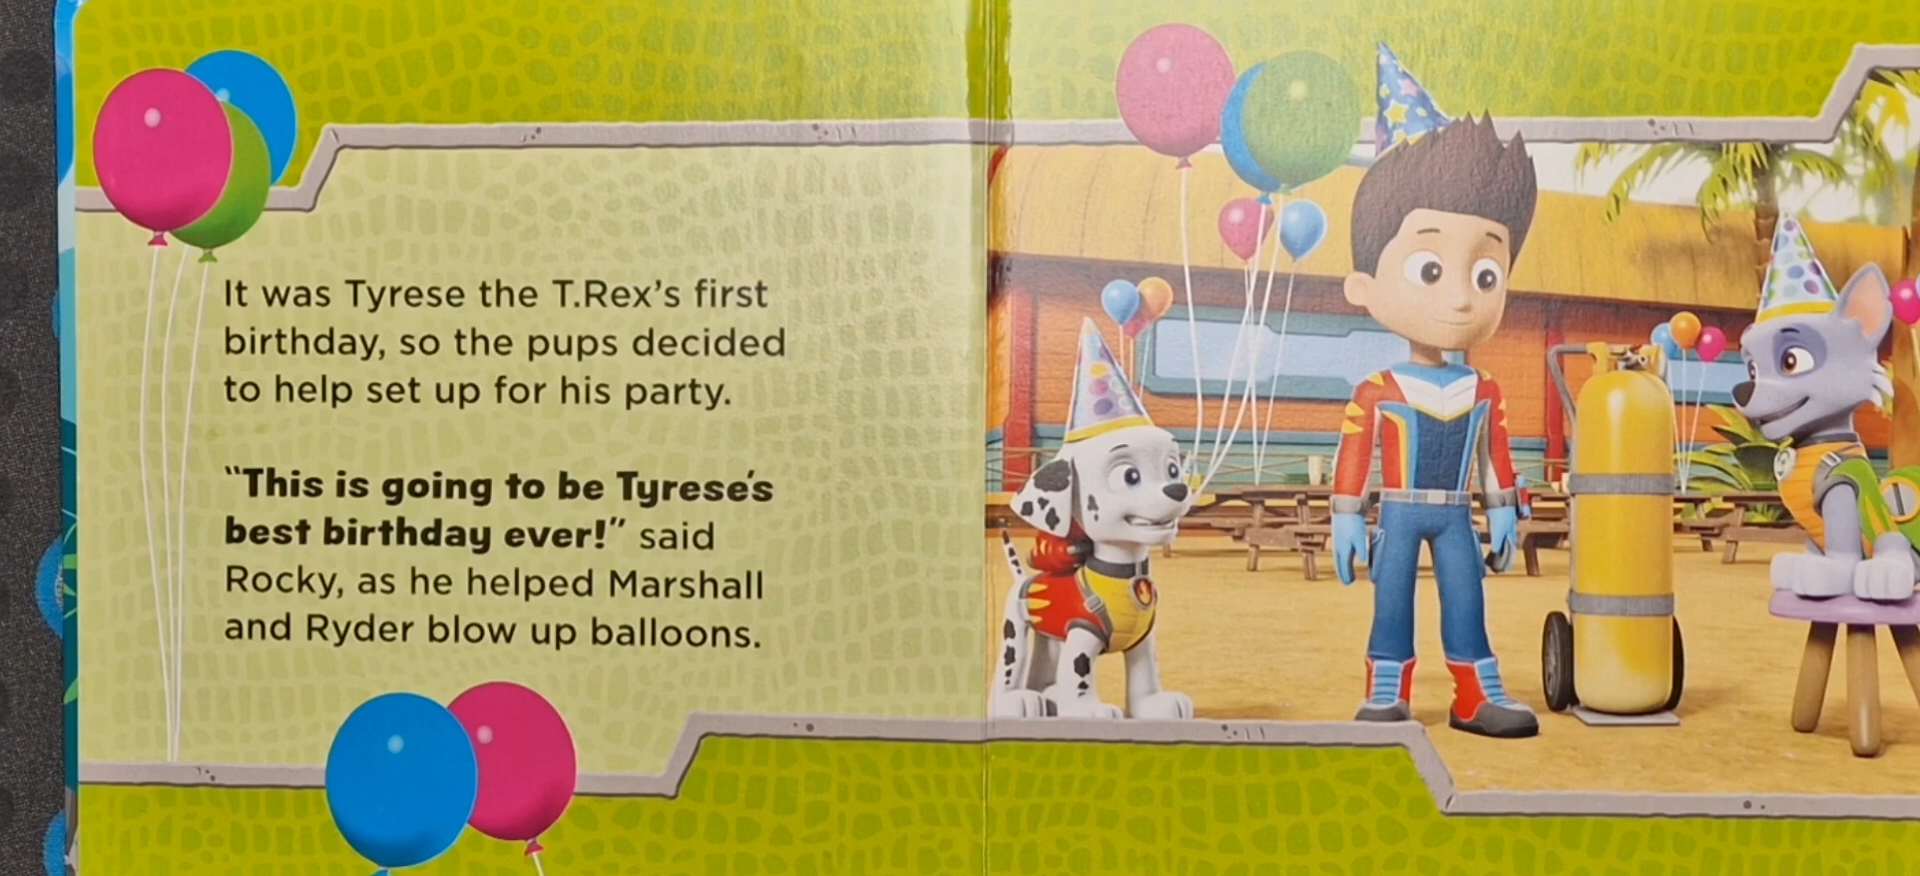 It was Tyrese the T.Rex's first
birthday, so the pups decided
to help set up for his party.
"This is going to be Tyrese's
best birthday ever!" said
Rocky, as he helped Marshall
and Ryder blow up balloons.